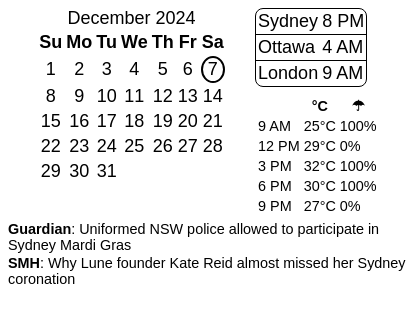 December 2024
Su Mo Tu We Th Fr Sa
1 2 3 4 5 6 7
8 9 10 11 12 13 14
15 16 17 18 19 20 21
22 23 24 25 26 27 28
29 30 31
Sydney 8 PM
Ottawa 4 AM
London 9 AM
°C ☂
9 AM 25°C 100%
12 PM 29°C 0%
3 PM 32°C 100%
6 PM 30°C 100%
9 PM 27°C 0%
Guardian: Uniformed NSW police allowed to participate in
Sydney Mardi Gras
SMH: Why Lune founder Kate Reid almost missed her Sydney
coronation